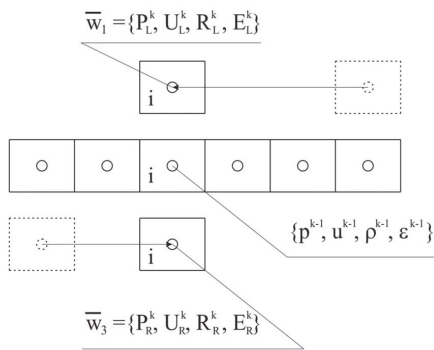 w̅₁ = {P_L^k, U_L^k, R_L^k, E_L^k}
i
i
{p^{k-1}, u^{k-1}, ρ^{k-1}, ε^{k-1}}
i
w̅₃ = {P_R^k, U_R^k, R_R^k, E_R^k}